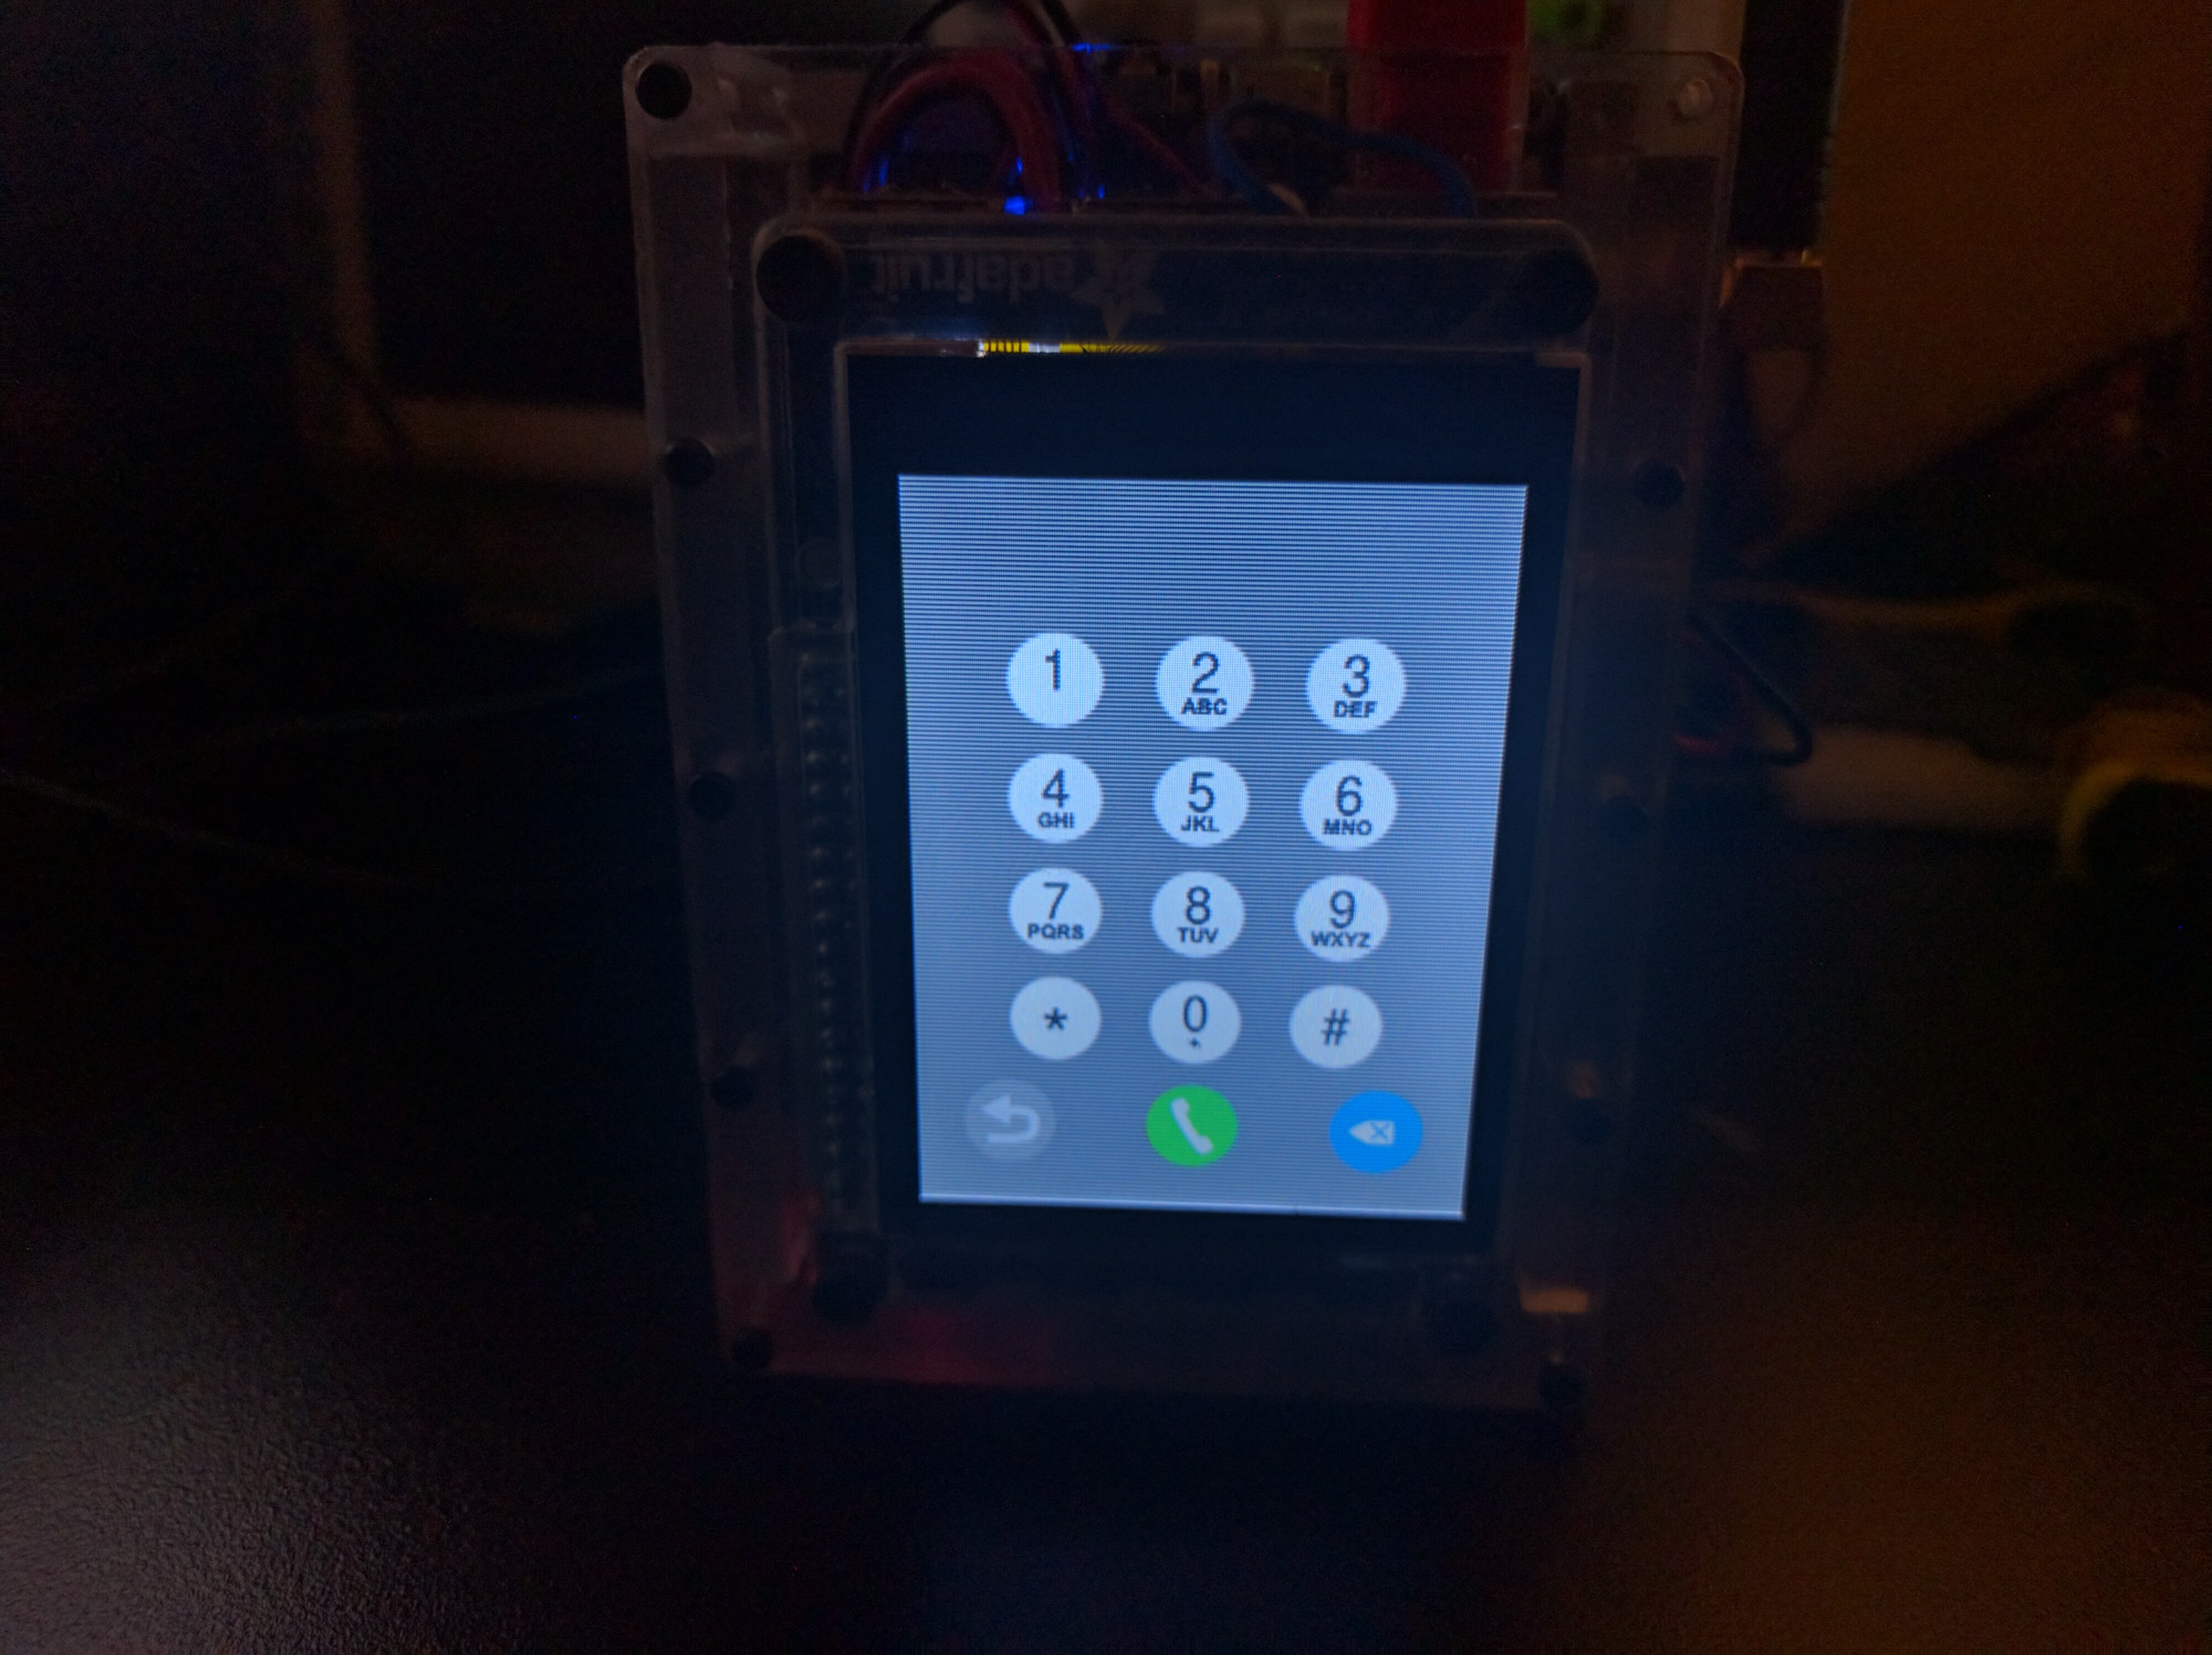 adafruit
1 2 3
ABC DEF
4 5 6
GHI JKL MNO
7 8 9
PQRS TUV WXYZ
* 0 #
+